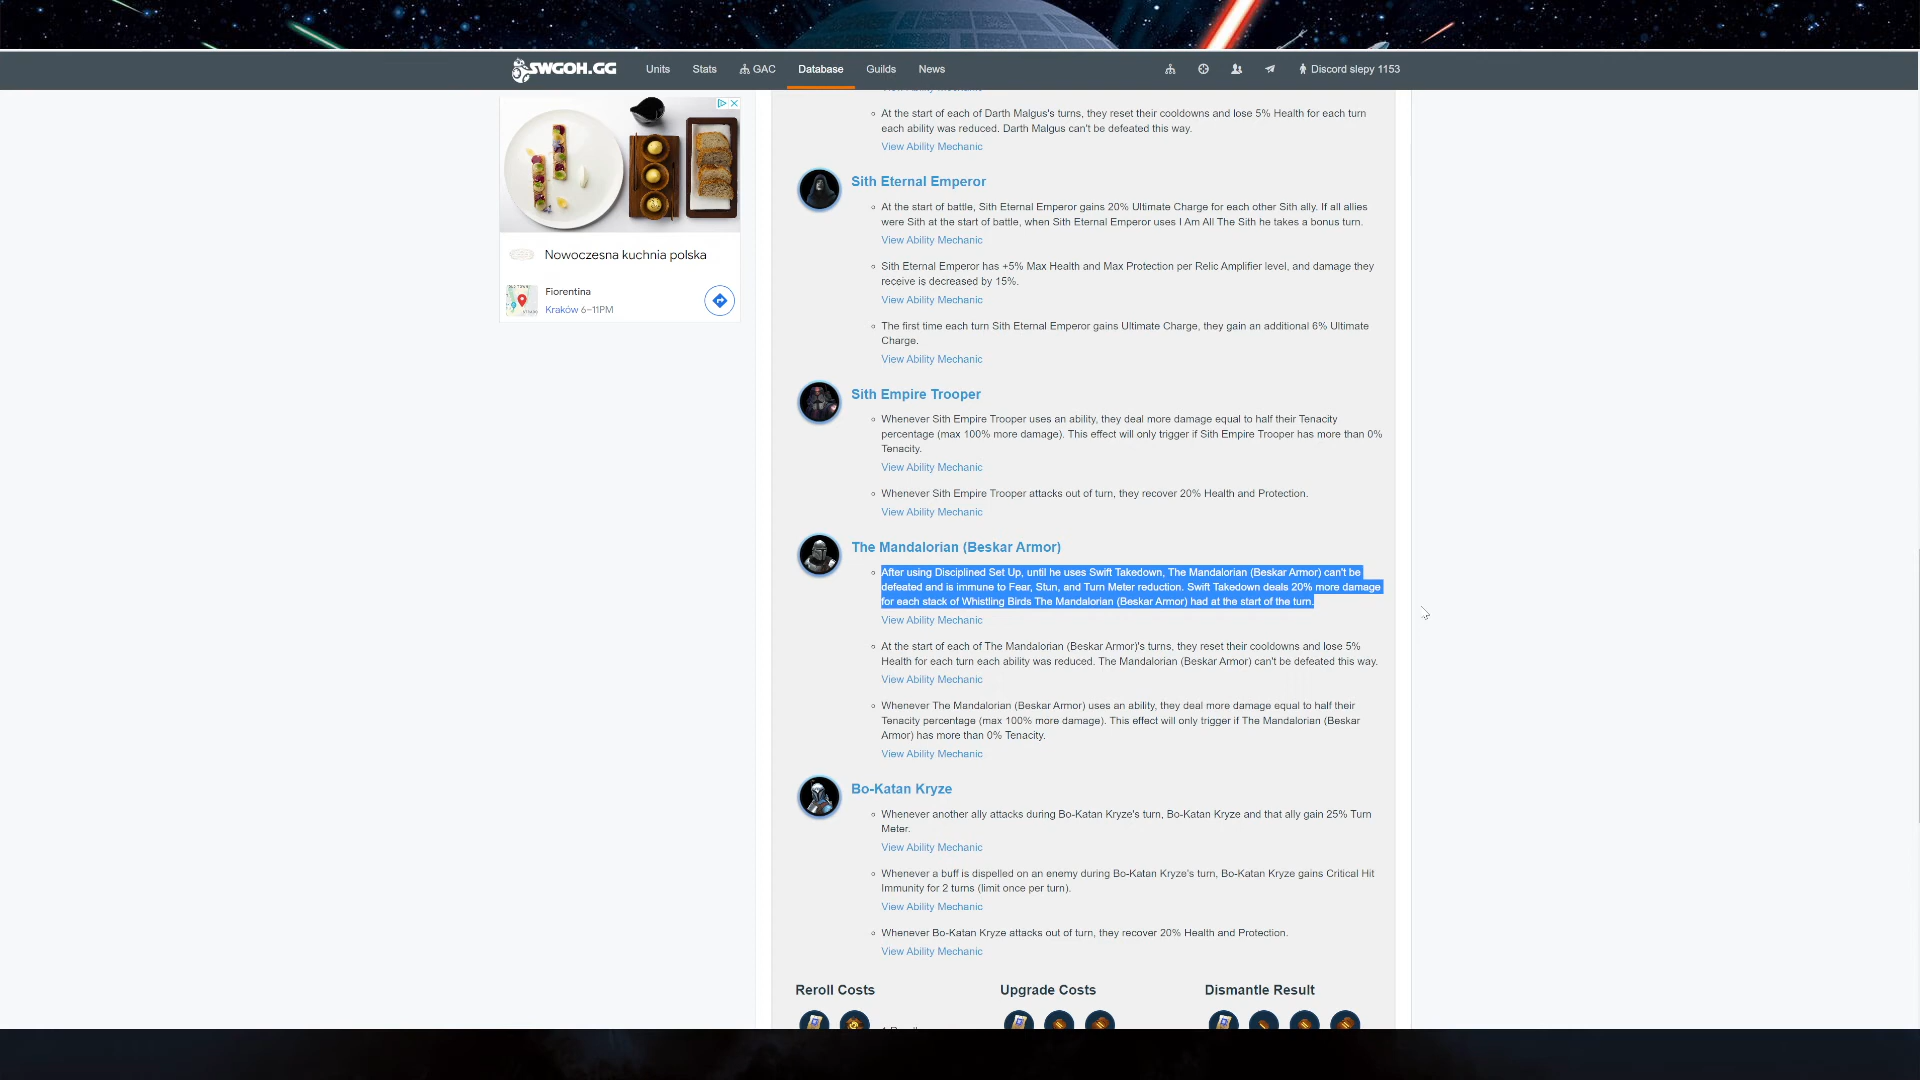 SWGOH.GG
Units
Stats
GAC
Database
Guilds
News
Discord slepy 1153
Nowoczesna kuchnia polska
Fiorentina
Kraków 6–11PM
View Ability Mechanic
At the start of each of Darth Malgus's turns, they reset their cooldowns and lose 5% Health for each turn
each ability was reduced. Darth Malgus can't be defeated this way.
View Ability Mechanic
Sith Eternal Emperor
At the start of battle, Sith Eternal Emperor gains 20% Ultimate Charge for each other Sith ally. If all allies
were Sith at the start of battle, when Sith Eternal Emperor uses I Am All The Sith he takes a bonus turn.
View Ability Mechanic
Sith Eternal Emperor has +5% Max Health and Max Protection per Relic Amplifier level, and damage they
receive is decreased by 15%.
View Ability Mechanic
The first time each turn Sith Eternal Emperor gains Ultimate Charge, they gain an additional 6% Ultimate
Charge.
View Ability Mechanic
Sith Empire Trooper
Whenever Sith Empire Trooper uses an ability, they deal more damage equal to half their Tenacity
percentage (max 100% more damage). This effect will only trigger if Sith Empire Trooper has more than 0%
Tenacity.
View Ability Mechanic
Whenever Sith Empire Trooper attacks out of turn, they recover 20% Health and Protection.
View Ability Mechanic
The Mandalorian (Beskar Armor)
After using Disciplined Set Up, until he uses Swift Takedown, The Mandalorian (Beskar Armor) can't be
defeated and is immune to Fear, Stun, and Turn Meter reduction. Swift Takedown deals 20% more damage
for each stack of Whistling Birds The Mandalorian (Beskar Armor) had at the start of the turn.
View Ability Mechanic
At the start of each of The Mandalorian (Beskar Armor)'s turns, they reset their cooldowns and lose 5%
Health for each turn each ability was reduced. The Mandalorian (Beskar Armor) can't be defeated this way.
View Ability Mechanic
Whenever The Mandalorian (Beskar Armor) uses an ability, they deal more damage equal to half their
Tenacity percentage (max 100% more damage). This effect will only trigger if The Mandalorian (Beskar
Armor) has more than 0% Tenacity.
View Ability Mechanic
Bo-Katan Kryze
Whenever another ally attacks during Bo-Katan Kryze's turn, Bo-Katan Kryze and that ally gain 25% Turn
Meter.
View Ability Mechanic
Whenever a buff is dispelled on an enemy during Bo-Katan Kryze's turn, Bo-Katan Kryze gains Critical Hit
Immunity for 2 turns (limit once per turn).
View Ability Mechanic
Whenever Bo-Katan Kryze attacks out of turn, they recover 20% Health and Protection.
View Ability Mechanic
Reroll Costs
Upgrade Costs
Dismantle Result